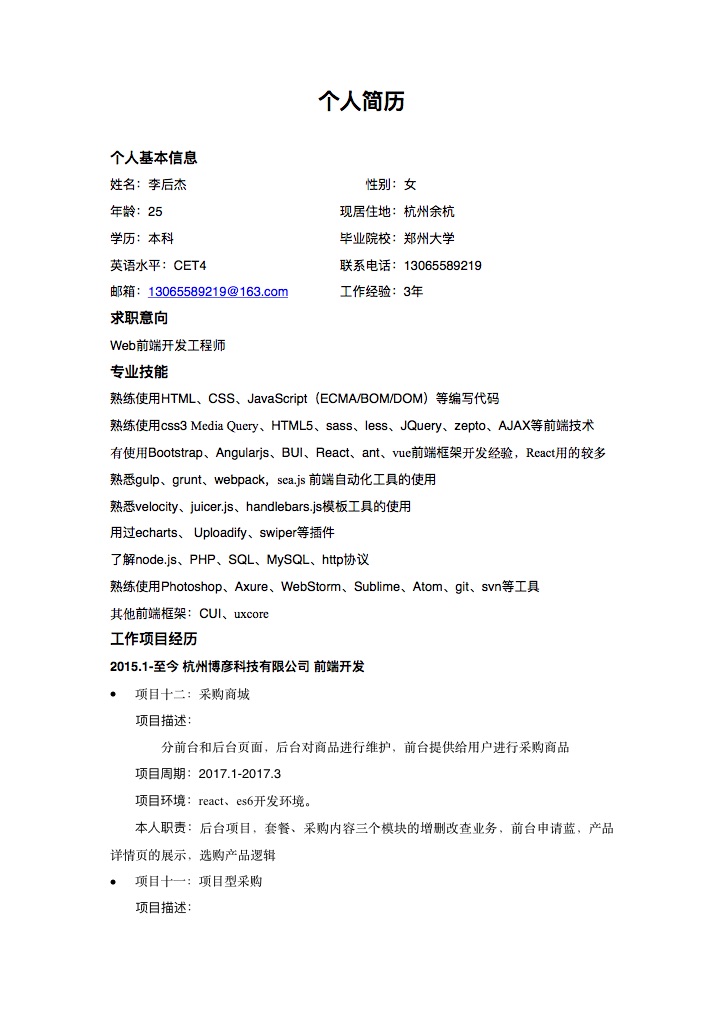 个人简历
个人基本信息
姓名：李后杰 性别：女
年龄：25 现居住地：杭州余杭
学历：本科 毕业院校：郑州大学
英语水平：CET4 联系电话：13065589219
邮箱：13065589219@163.com 工作经验：3年
求职意向
Web前端开发工程师
专业技能
熟练使用HTML、CSS、JavaScript（ECMA/BOM/DOM）等编写代码
熟练使用css3 Media Query、HTML5、sass、less、JQuery、zepto、AJAX等前端技术
有使用Bootstrap、Angularjs、BUI、React、ant、vue前端框架开发经验，React用的较多
熟悉gulp、grunt、webpack，sea.js 前端自动化工具的使用
熟悉velocity、juicer.js、handlebars.js模板工具的使用
用过echarts、 Uploadify、swiper等插件
了解node.js、PHP、SQL、MySQL、http协议
熟练使用Photoshop、Axure、WebStorm、Sublime、Atom、git、svn等工具
其他前端框架：CUI、uxcore
工作项目经历
2015.1-至今 杭州博彦科技有限公司 前端开发
• 项目十二：采购商城
项目描述：
分前台和后台页面，后台对商品进行维护，前台提供给用户进行采购商品
项目周期：2017.1-2017.3
项目环境：react、es6开发环境。
本人职责：后台项目，套餐、采购内容三个模块的增删改查业务，前台申请蓝，产品
详情页的展示，选购产品逻辑
• 项目十一：项目型采购
项目描述：